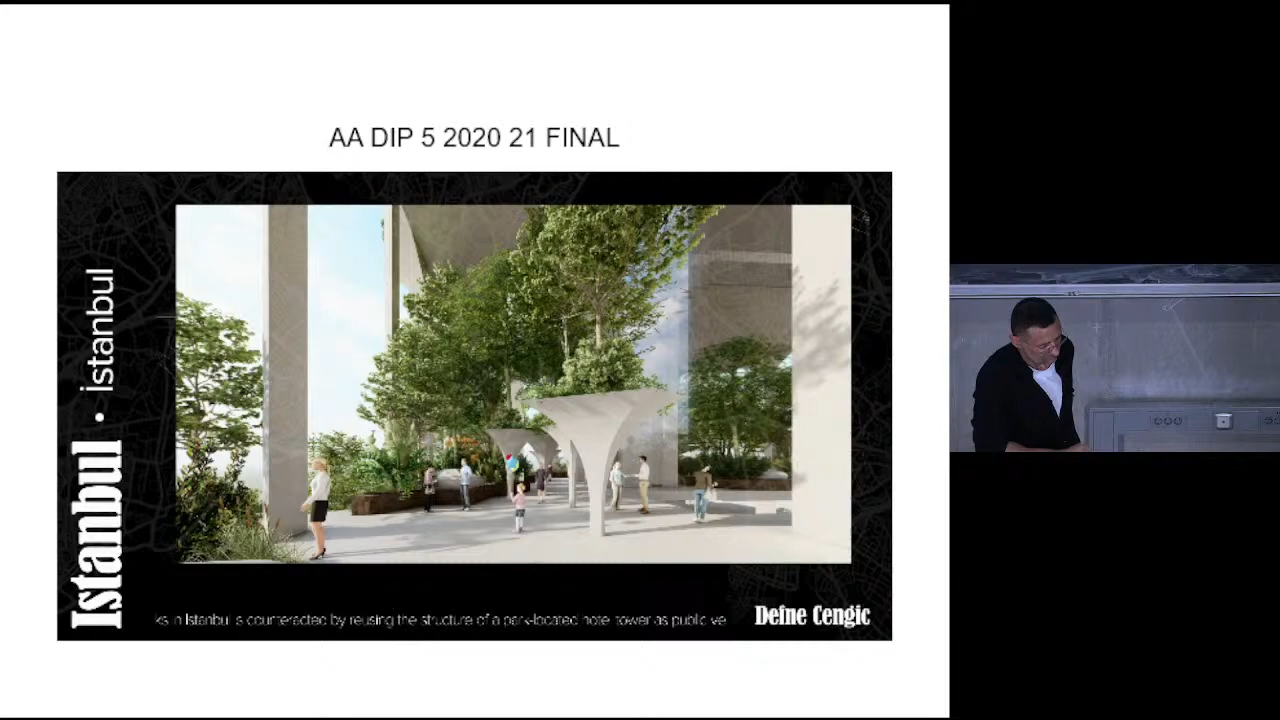 AA DIP 5 2020 21 FINAL
Istanbul • istanbul
ks in Istanbul is counteracted by reusing the structure of a park-located hotel tower as public ve
Defne Cengic